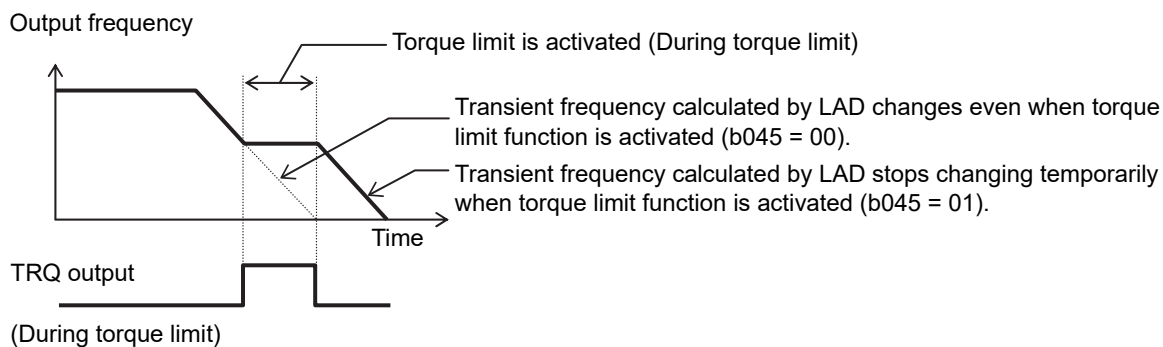 Output frequency
Torque limit is activated (During torque limit)
Transient frequency calculated by LAD changes even when torque
limit function is activated (b045 = 00).
Transient frequency calculated by LAD stops changing temporarily
when torque limit function is activated (b045 = 01).
Time
TRQ output
(During torque limit)